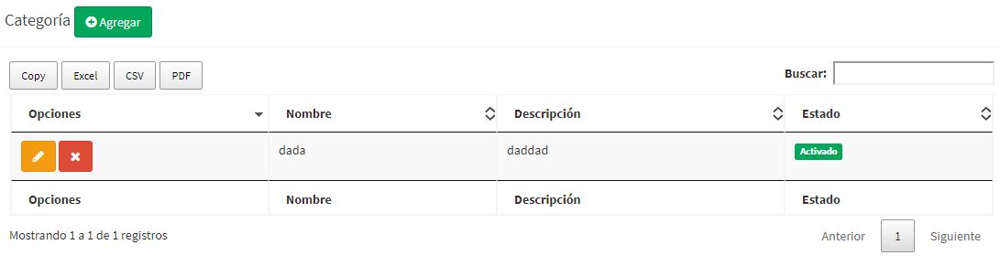 Categoría Agregar
Copy Excel CSV PDF Buscar:
Opciones Nombre Descripción Estado
dada daddad Activado
Opciones Nombre Descripción Estado
Mostrando 1 a 1 de 1 registros Anterior 1 Siguiente